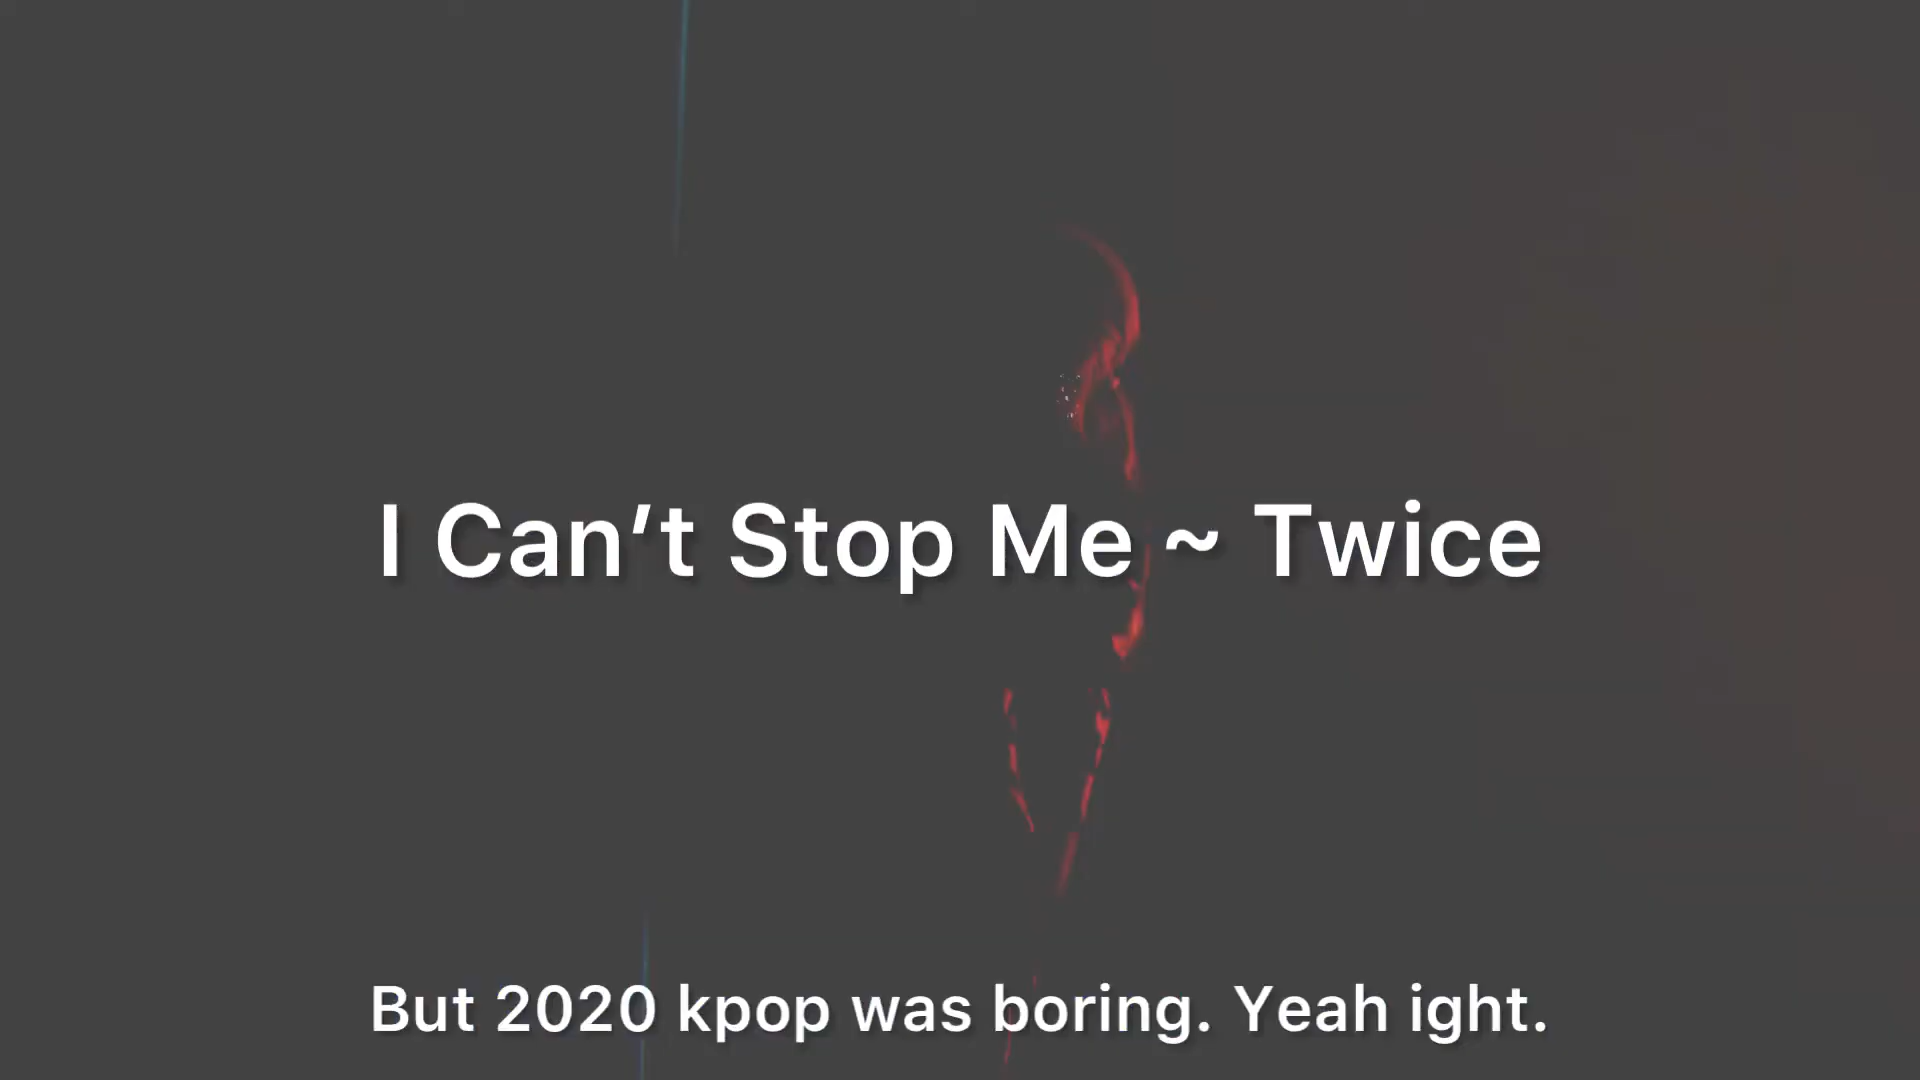 I Can’t Stop Me ~ Twice
But 2020 kpop was boring. Yeah ight.